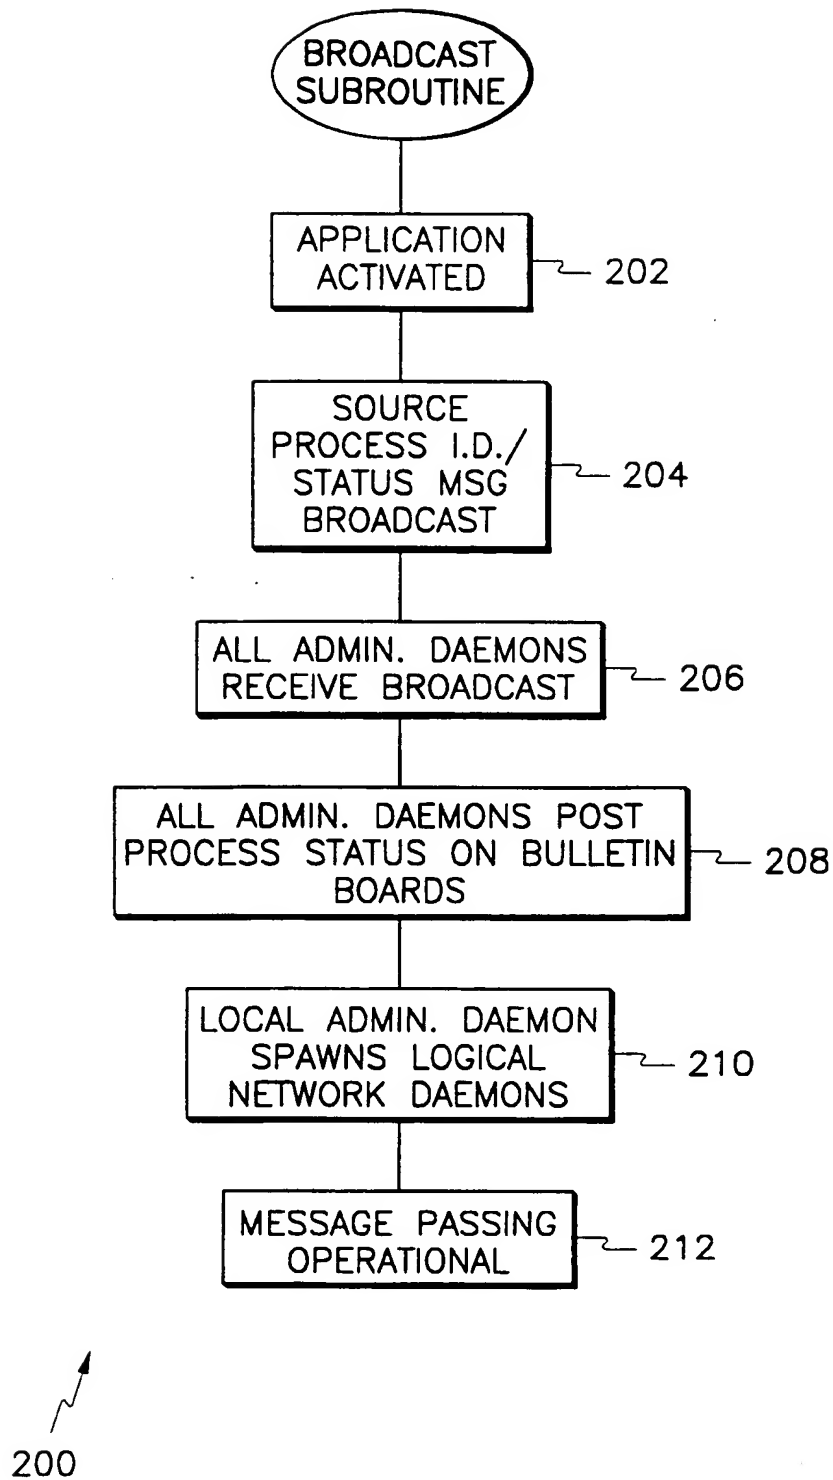 BROADCAST
SUBROUTINE
APPLICATION
ACTIVATED
202
SOURCE
PROCESS I.D./
STATUS MSG
BROADCAST
204
ALL ADMIN. DAEMONS
RECEIVE BROADCAST
206
ALL ADMIN. DAEMONS POST
PROCESS STATUS ON BULLETIN
BOARDS
208
LOCAL ADMIN. DAEMON
SPAWNS LOGICAL
NETWORK DAEMONS
210
MESSAGE PASSING
OPERATIONAL
212
200